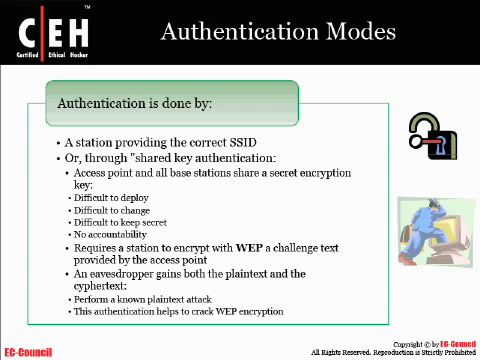 ™
C|EH
Certified Ethical Hacker
Authentication Modes
Authentication is done by:
• A station providing the correct SSID
• Or, through "shared key authentication:
• Access point and all base stations share a secret encryption
key:
• Difficult to deploy
• Difficult to change
• Difficult to keep secret
• No accountability
• Requires a station to encrypt with WEP a challenge text
provided by the access point
• An eavesdropper gains both the plaintext and the
cyphertext:
• Perform a known plaintext attack
• This authentication helps to crack WEP encryption
EC-Council
Copyright © by EC-Council
All Rights Reserved. Reproduction is Strictly Prohibited